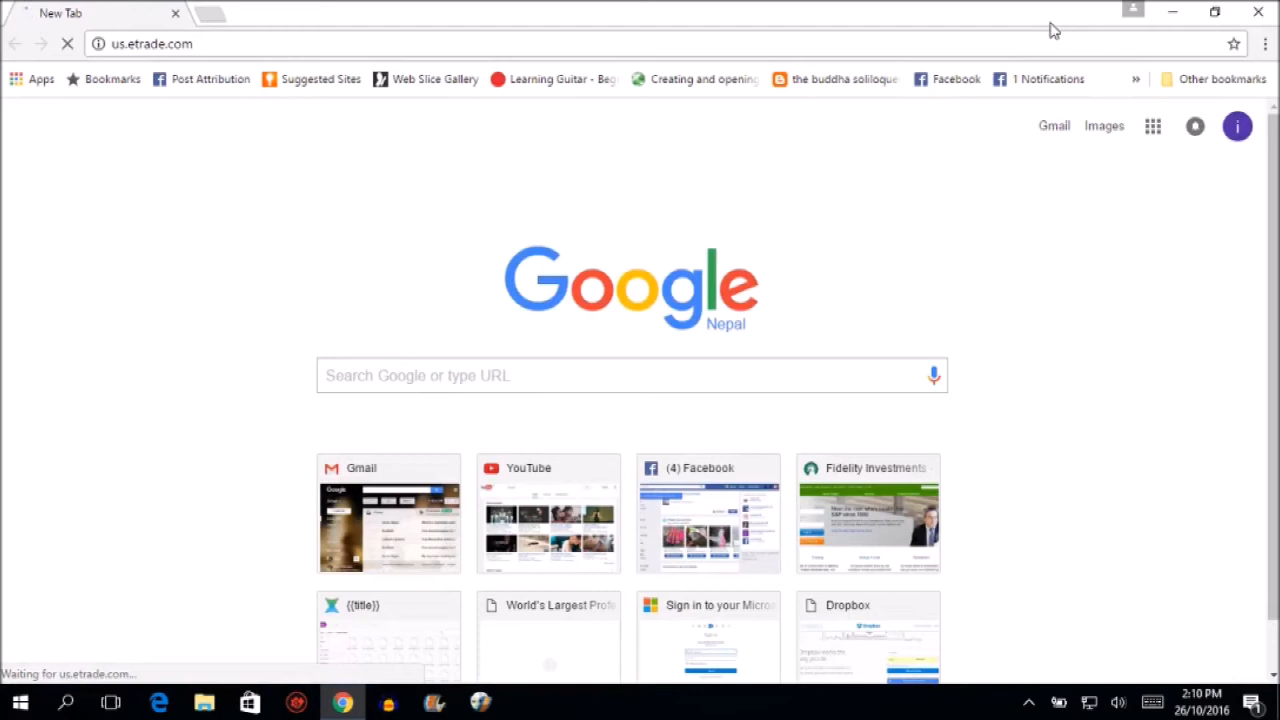 New Tab
us.etrade.com
Apps Bookmarks Post Attribution Suggested Sites Web Slice Gallery Learning Guitar - Beg Creating and opening the buddha soliloque Facebook 1 Notifications » Other bookmarks
Gmail Images i
Google
Nepal
Search Google or type URL
Gmail YouTube (4) Facebook Fidelity Investments -
{{title}} World's Largest Profe Sign in to your Micros Dropbox
Waiting for us.etrade.com...
2:10 PM
26/10/2016
1